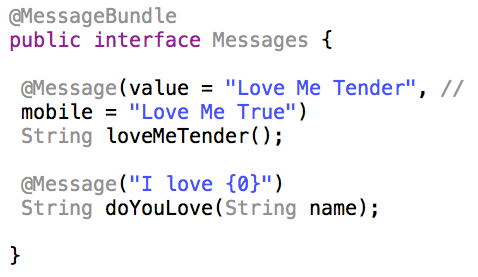 @MessageBundle
public interface Messages {
@Message(value = "Love Me Tender", //
mobile = "Love Me True")
String loveMeTender();
@Message("I love {0}")
String doYouLove(String name);
}